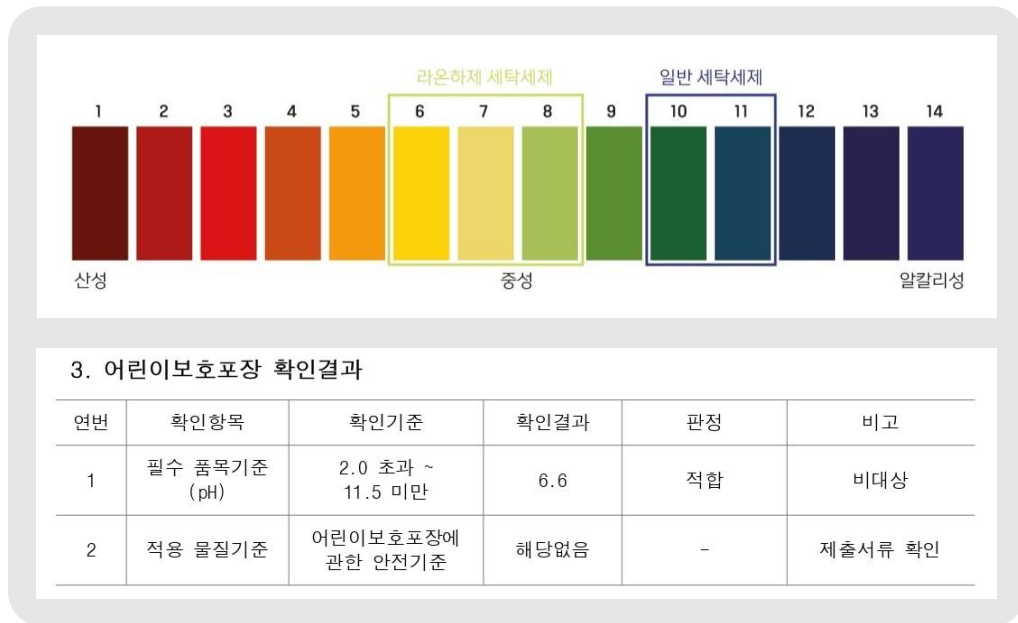 라온하제 세탁세제 일반 세탁세제
1 2 3 4 5 6 7 8 9 10 11 12 13 14
산성 중성 알칼리성
3. 어린이보호포장 확인결과
연번 확인항목 확인기준 확인결과 판정 비고
1 필수 품목기준 (pH) 2.0 초과 ~ 11.5 미만 6.6 적합 비대상
2 적용 물질기준 어린이보호포장에 관한 안전기준 해당없음 - 제출서류 확인